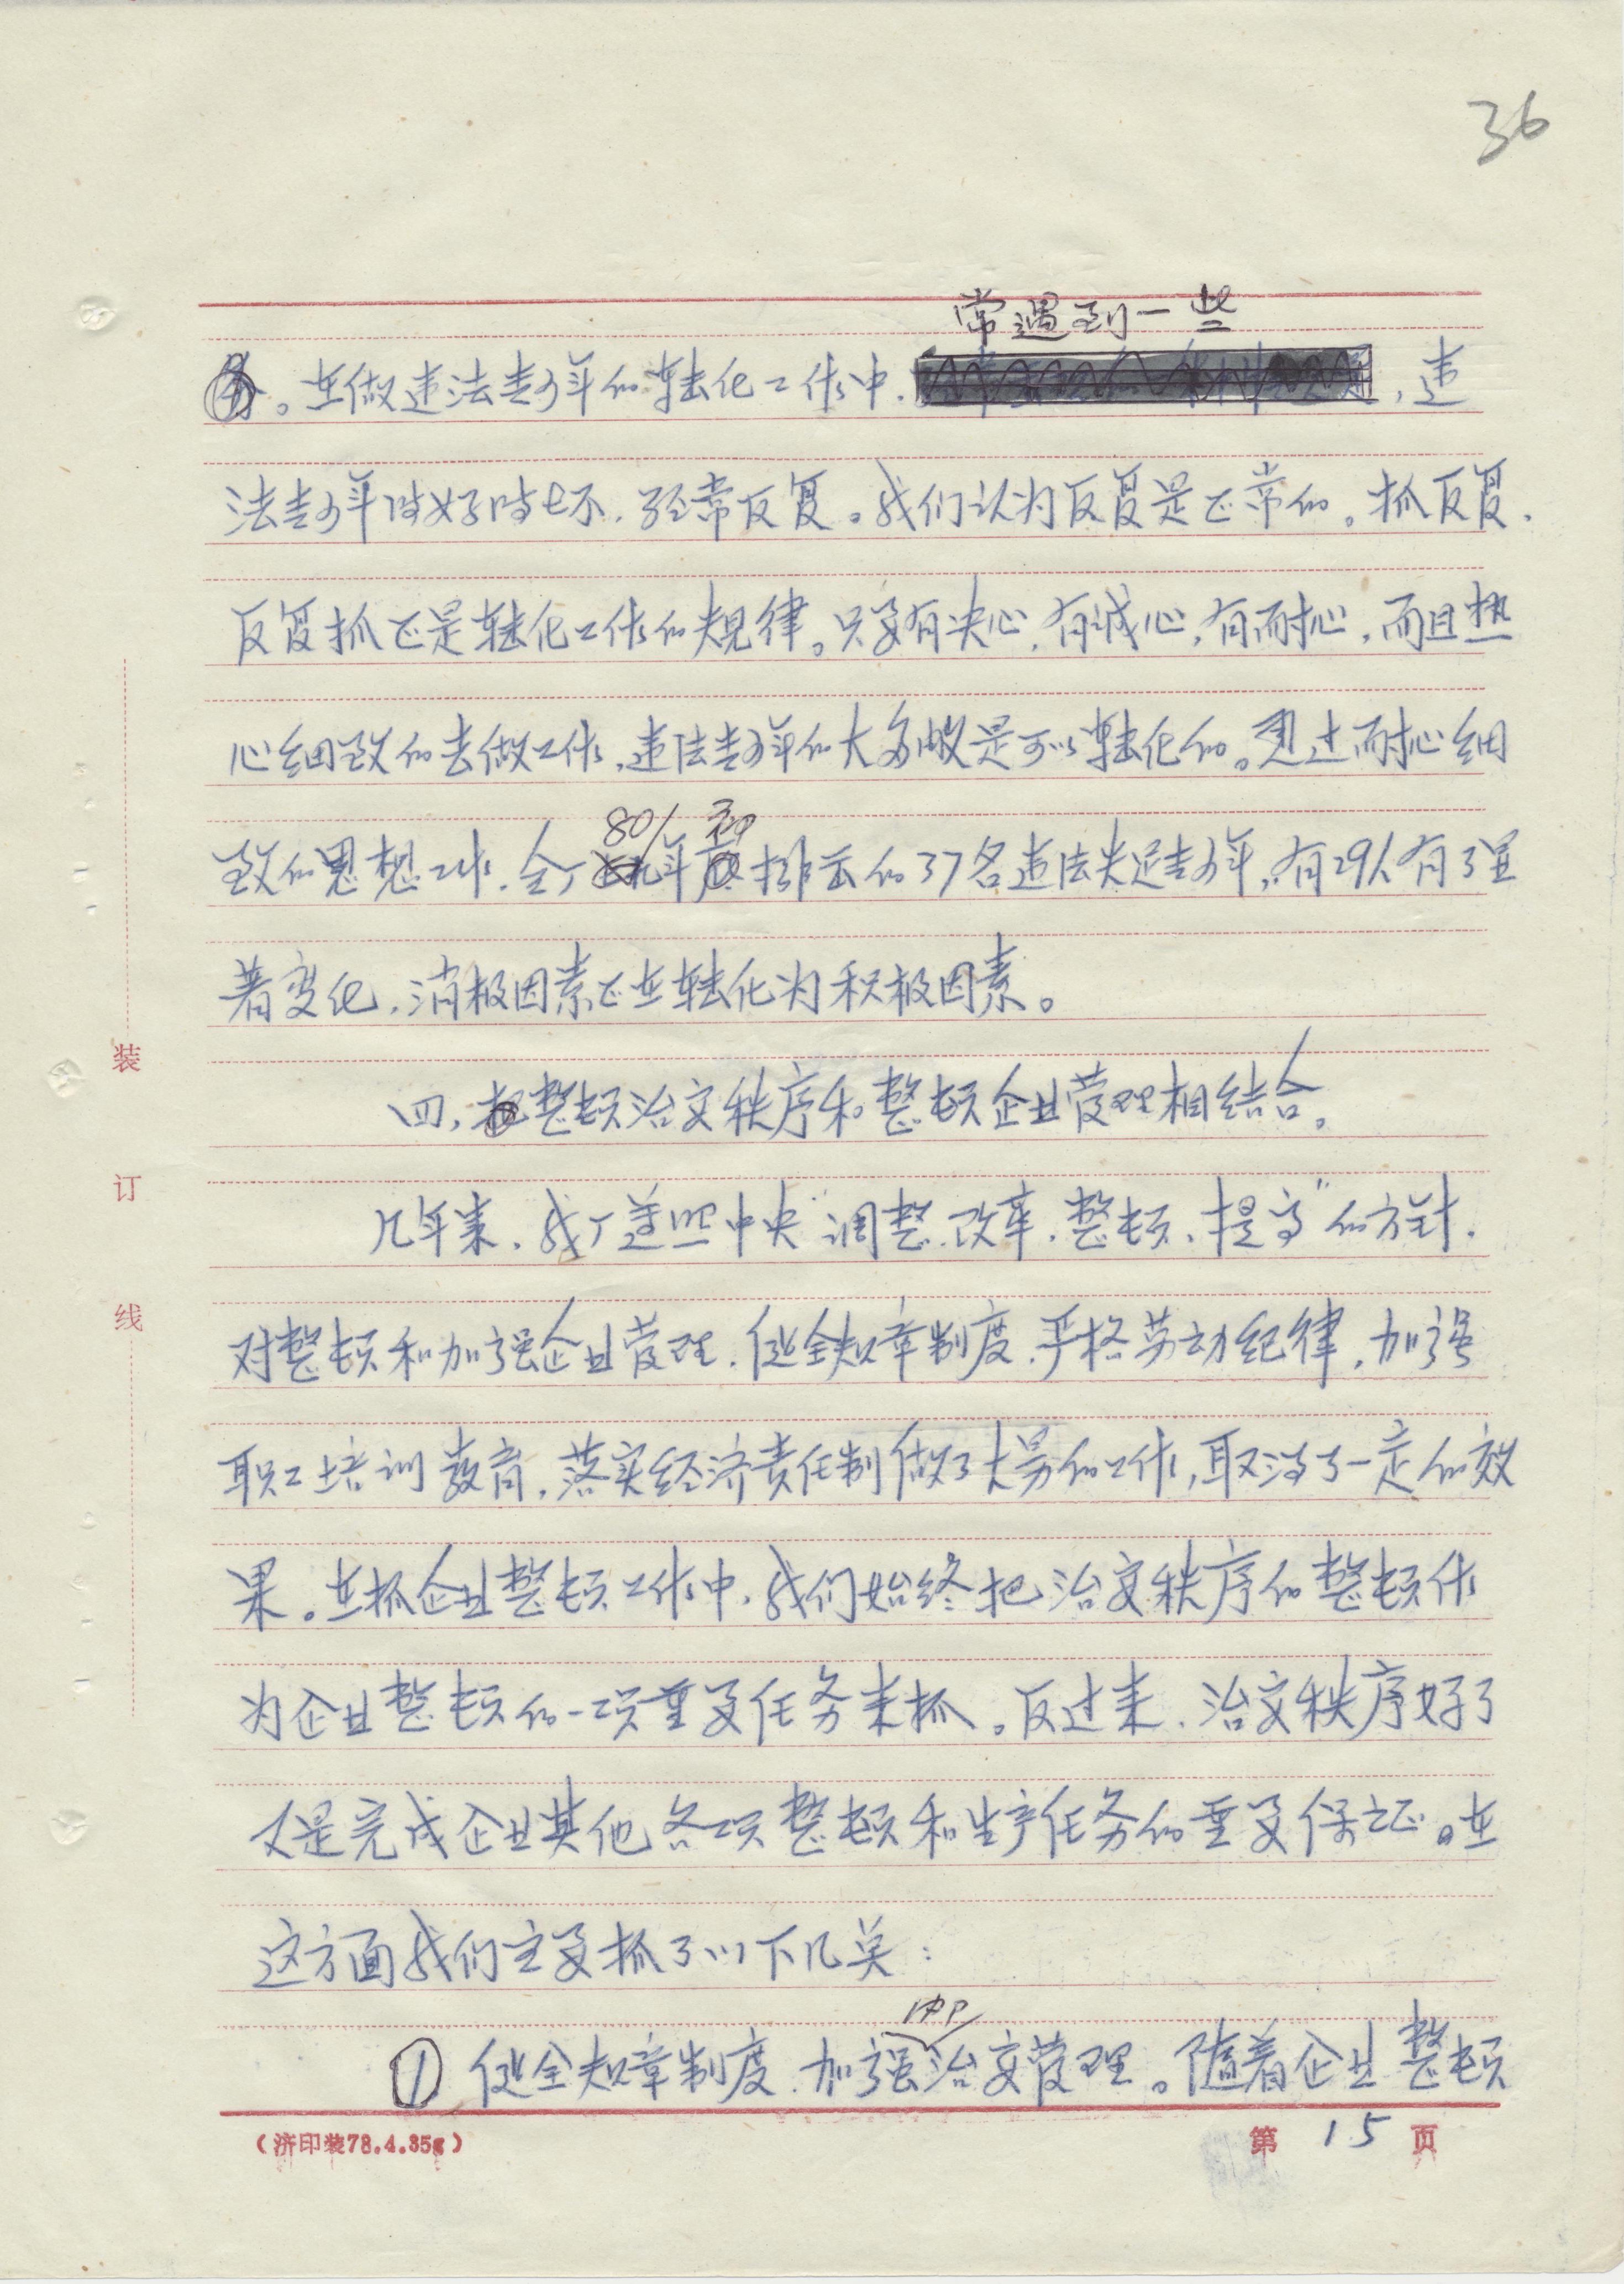 36
常遇到一些
务。在做违法青少年的转化工作中，，违
法青少年时好时坏，经常反复。我们认为反复是正常的。抓反复，
反复抓正是转化工作的规律。只要有决心，有诚心，有耐心，而且热
心细致的去做工作，违法青少年的大多数是可以转化的。通过耐心细
80 初
致的思想工作，全厂年排出的37名违法失足青少年，有29人有了显
著变化，消极因素正在转化为积极因素。
四，把整顿治安秩序和整顿企业管理相结合。
几年来，我厂遵照中央“调整、改革、整顿、提高”的方针，
对整顿和加强企业管理，健全规章制度，严格劳动纪律，加强
职工培训教育，落实经济责任制做了大量的工作，取得了一定的效
果。在抓企业整顿工作中，我们始终把治安秩序的整顿作
为企业整顿的一项重要任务来抓。反过来，治安秩序好了
又是完成企业其他各项整顿和生产任务的重要保证。在
这方面我们主要抓了以下几关：
内部
① 健全规章制度，加强治安管理。随着企业整顿
装
订
线
（济印装78.4.35g）
第 15 页